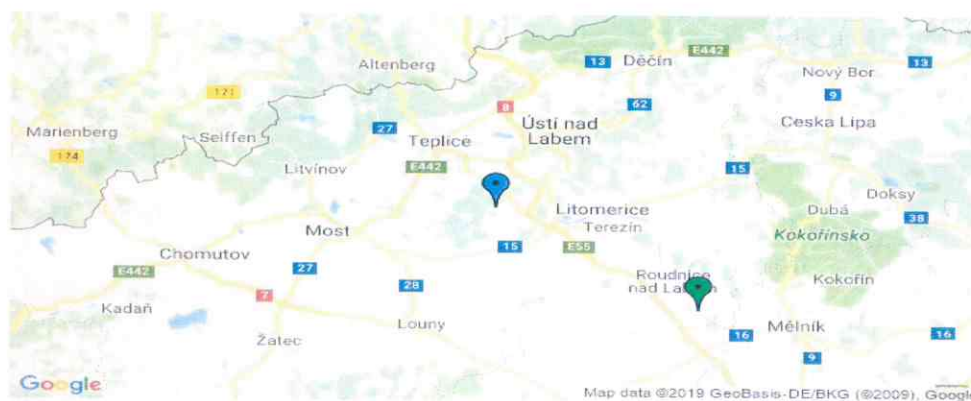 E442
13
Děčín
13
Altenberg
Nový Bor
171
9
8
62
Marienberg
Seiffen
27
Ústí nad
Labem
Ceska Lipa
Teplice
174
Litvínov
E442
15
Doksy
Litomerice
Dubá
Most
Terezín
38
Kokořínsko
Chomutov
15
E55
E442
27
Roudnice
nad Labem
Kokořín
28
7
Kadaň
Louny
16
Mělník
16
Žatec
9
Google
Map data ©2019 GeoBasis-DE/BKG (©2009), Google